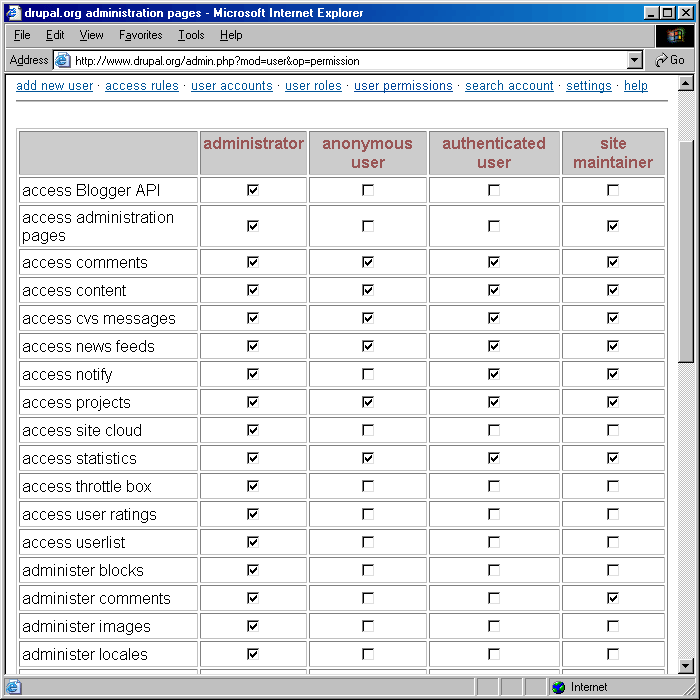 drupal.org administration pages - Microsoft Internet Explorer
File Edit View Favorites Tools Help
Address http://www.drupal.org/admin.php?mod=user&op=permission Go
add new user · access rules · user accounts · user roles · user permissions · search account · settings · help
administrator anonymous user authenticated user site maintainer
access Blogger API
access administration
pages
access comments
access content
access cvs messages
access news feeds
access notify
access projects
access site cloud
access statistics
access throttle box
access user ratings
access userlist
administer blocks
administer comments
administer images
administer locales
Internet